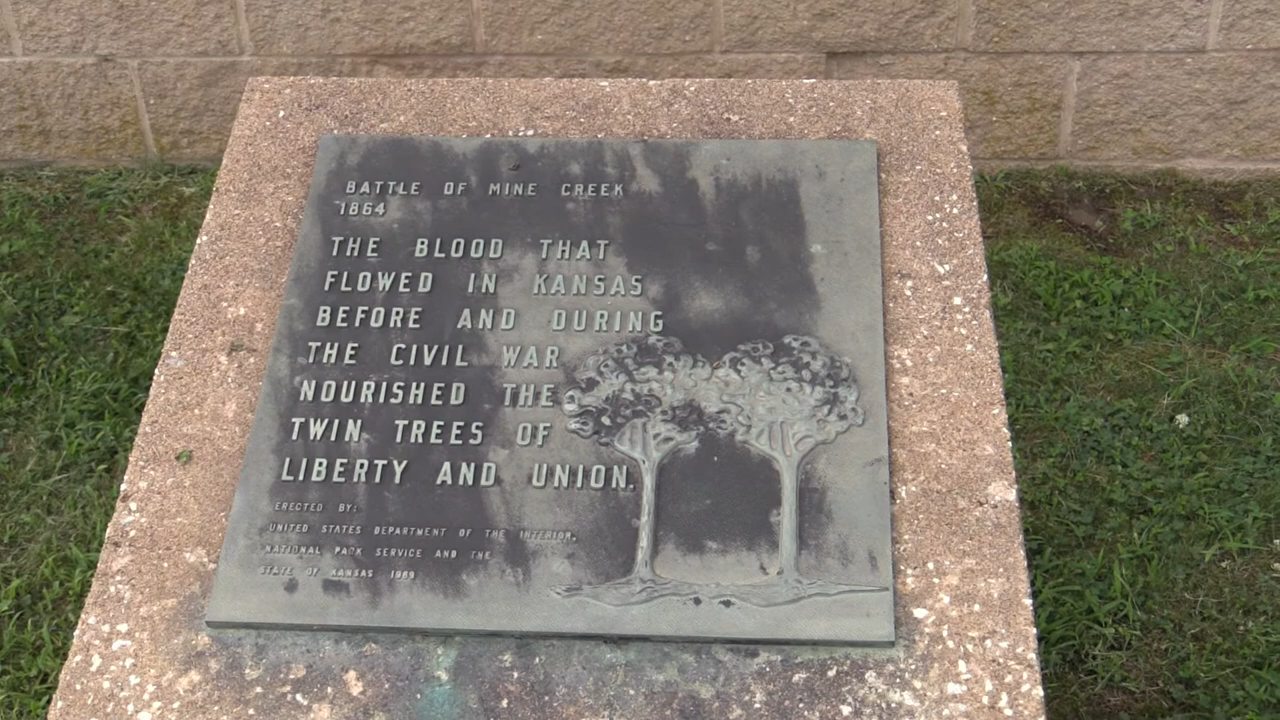 BATTLE OF MINE CREEK
1864
THE BLOOD THAT
FLOWED IN KANSAS
BEFORE AND DURING
THE CIVIL WAR
NOURISHED THE
TWIN TREES OF
LIBERTY AND UNION.
ERECTED BY:
UNITED STATES DEPARTMENT OF THE INTERIOR,
NATIONAL PARK SERVICE AND THE
STATE OF KANSAS 1989